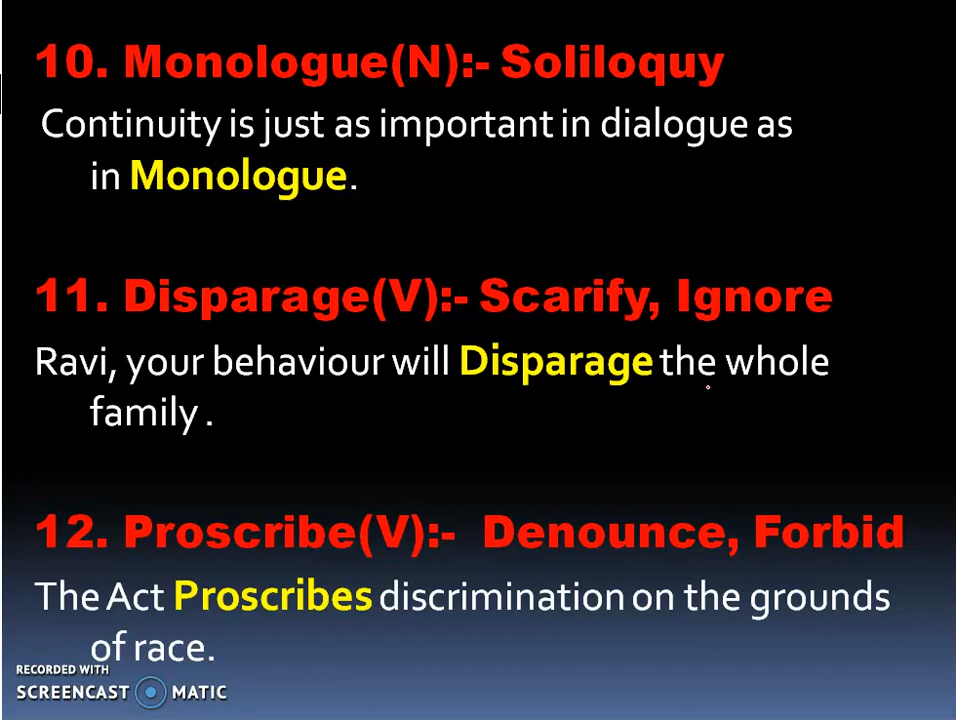 10. Monologue(N):- Soliloquy
Continuity is just as important in dialogue as
in Monologue.
11. Disparage(V):- Scarify, Ignore
Ravi, your behaviour will Disparage the whole
family .
12. Proscribe(V):- Denounce, Forbid
The Act Proscribes discrimination on the grounds
of race.
RECORDED WITH
SCREENCAST MATIC